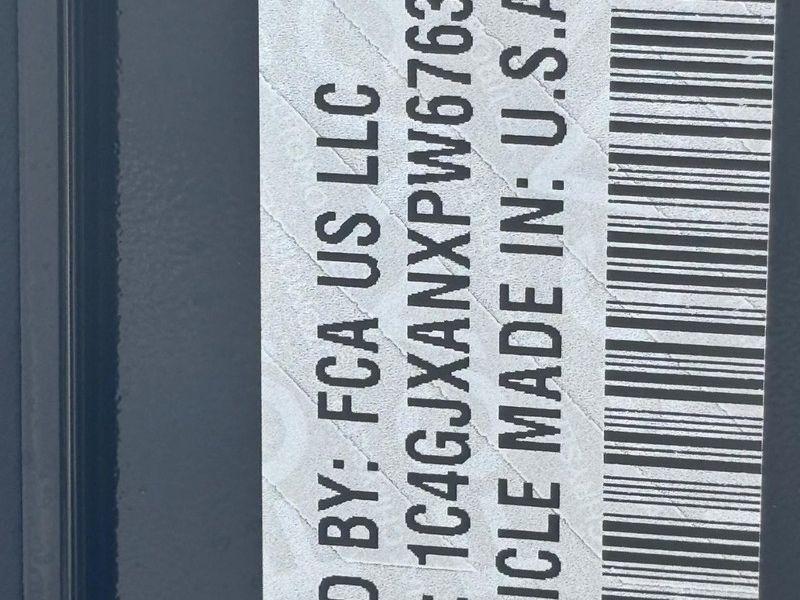 D BY: FCA US LLC
: 1C4GJXANXPW6763
ICLE MADE IN: U.S.A